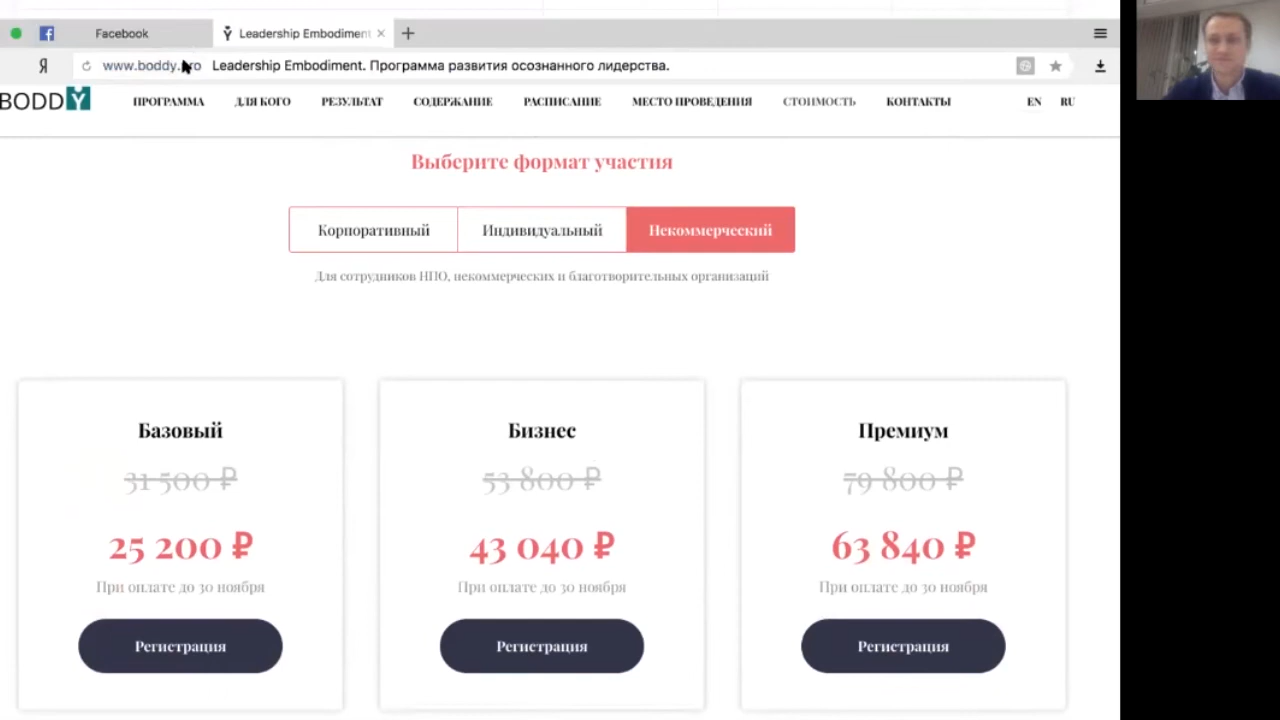 Facebook
Leadership Embodiment
www.boddy.pro Leadership Embodiment. Программа развития осознанного лидерства.
BODDY ПРОГРАММА ДЛЯ КОГО РЕЗУЛЬТАТ СОДЕРЖАНИЕ РАСПИСАНИЕ МЕСТО ПРОВЕДЕНИЯ СТОИМОСТЬ КОНТАКТЫ EN RU
Выберите формат участия
Корпоративный Индивидуальный Некоммерческий
Для сотрудников НПО, некоммерческих и благотворительных организаций
Базовый
31 500 ₽
25 200 ₽
При оплате до 30 ноября
Регистрация
Бизнес
53 800 ₽
43 040 ₽
При оплате до 30 ноября
Регистрация
Премиум
79 800 ₽
63 840 ₽
При оплате до 30 ноября
Регистрация